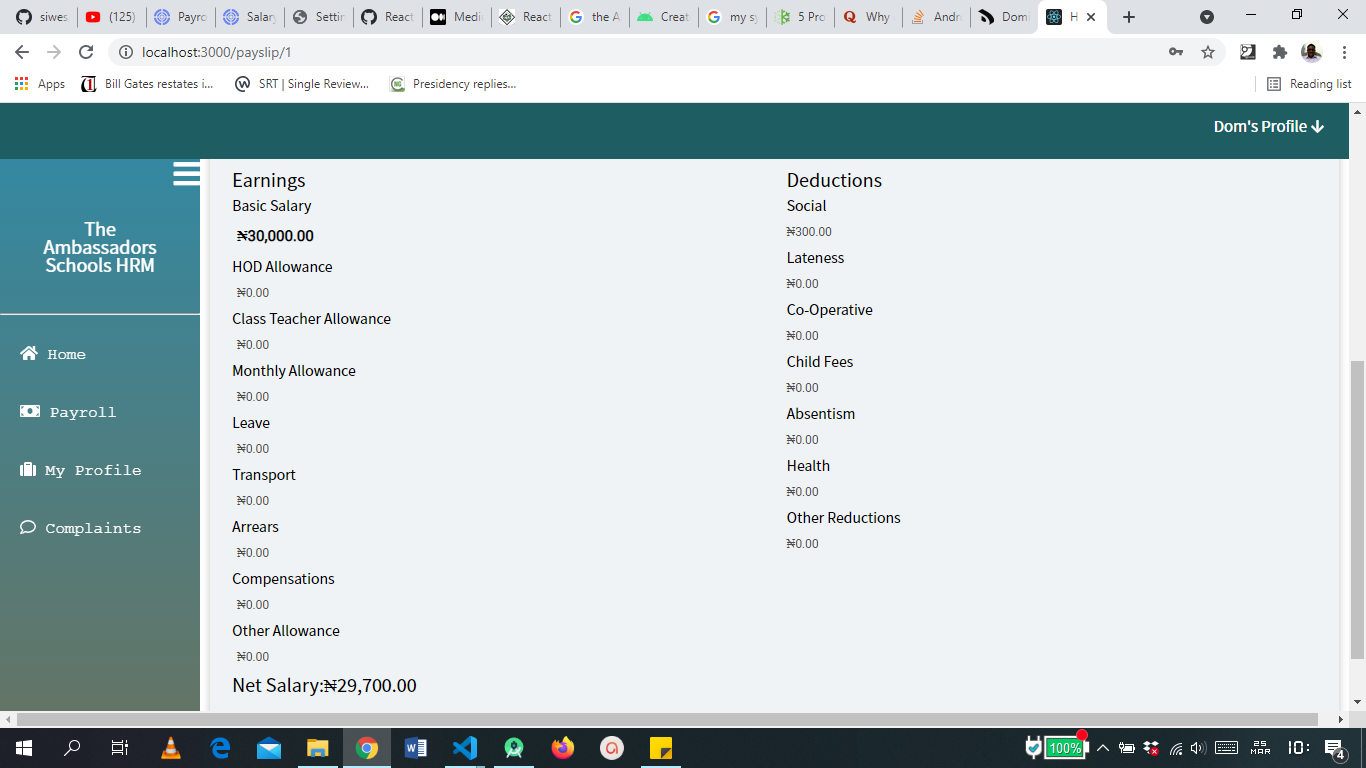 siwes
(125)
Payro
Salary
Settin
React
Medi
React
the A
Creat
my sy
5 Pro
Why
Andr
Dom
H
localhost:3000/payslip/1
Apps
Bill Gates restates i...
SRT | Single Review...
Presidency replies...
Reading list
Dom's Profile
The
Ambassadors
Schools HRM
Home
Payroll
My Profile
Complaints
Earnings
Basic Salary
₦30,000.00
HOD Allowance
₦0.00
Class Teacher Allowance
₦0.00
Monthly Allowance
₦0.00
Leave
₦0.00
Transport
₦0.00
Arrears
₦0.00
Compensations
₦0.00
Other Allowance
₦0.00
Net Salary:₦29,700.00
Deductions
Social
₦300.00
Lateness
₦0.00
Co-Operative
₦0.00
Child Fees
₦0.00
Absentism
₦0.00
Health
₦0.00
Other Reductions
₦0.00
100%
25
MAR
10:
4